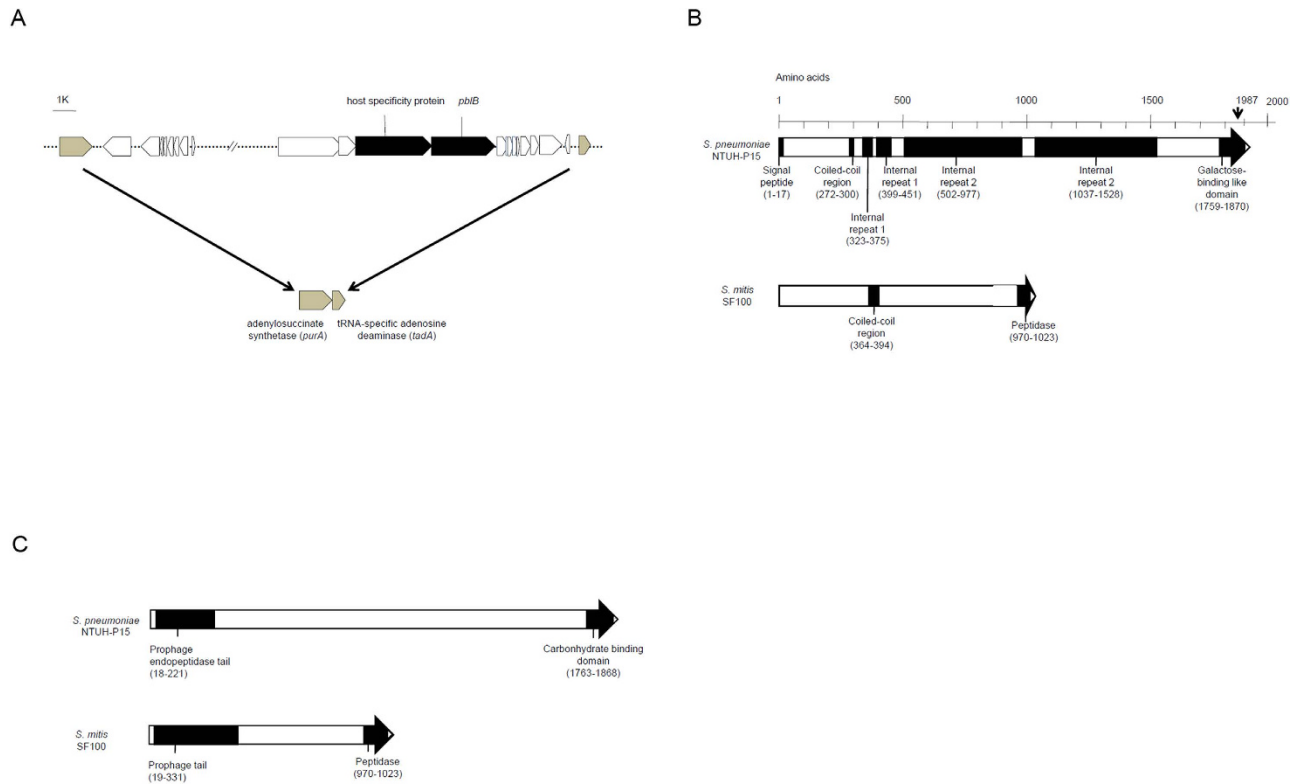 A
1K
host specificity protein
pblB
adenylosuccinate
synthetase (purA)
tRNA-specific adenosine
deaminase (tadA)
B
Amino acids
1
500
1000
1500
1987
2000
S. pneumoniae
NTUH-P15
Signal
peptide
(1-17)
Coiled-coil
region
(272-300)
Internal
repeat 1
(323-375)
Internal
repeat 1
(399-451)
Internal
repeat 2
(502-977)
Internal
repeat 2
(1037-1528)
Galactose-
binding like
domain
(1759-1870)
S. mitis
SF100
Coiled-coil
region
(364-394)
Peptidase
(970-1023)
C
S. pneumoniae
NTUH-P15
Prophage
endopeptidase tail
(18-221)
Carbonhydrate binding
domain
(1763-1868)
S. mitis
SF100
Prophage tail
(19-331)
Peptidase
(970-1023)